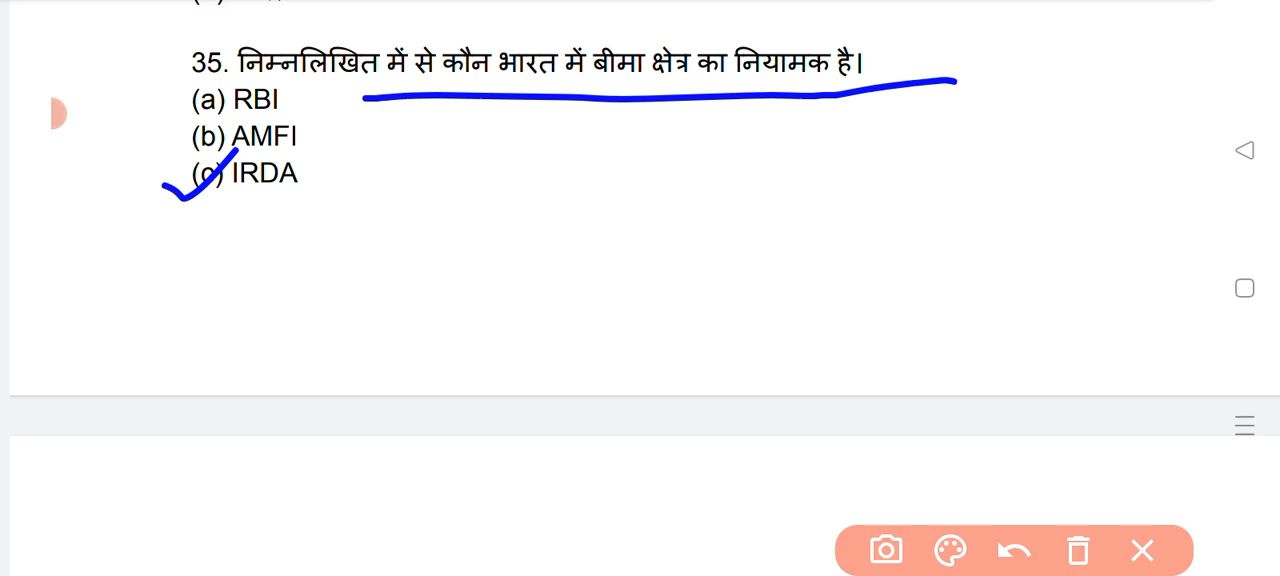 35. निम्नलिखित में से कौन भारत में बीमा क्षेत्र का नियामक है।
(a) RBI
(b) AMFI
(c) IRDA